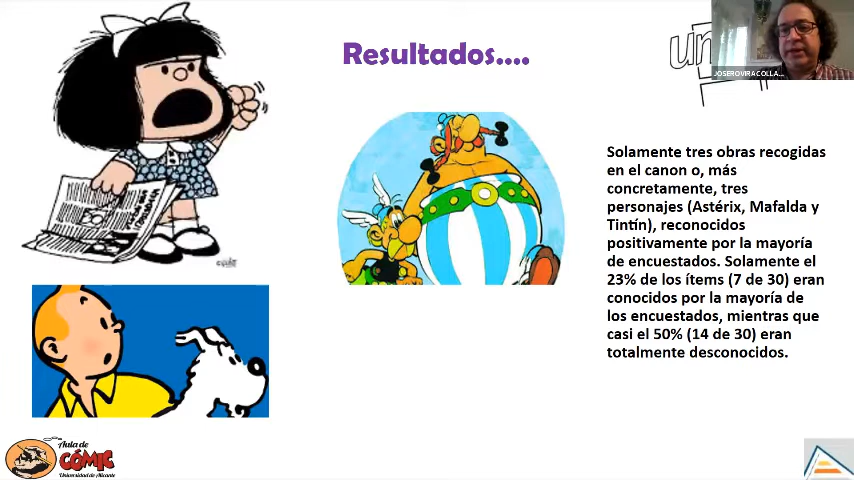 Resultados....
un
JOSEROVIRACOLLA...
Solamente tres obras recogidas
en el canon o, más
concretamente, tres
personajes (Astérix, Mafalda y
Tintín), reconocidos
positivamente por la mayoría
de encuestados. Solamente el
23% de los ítems (7 de 30) eran
conocidos por la mayoría de
los encuestados, mientras que
casi el 50% (14 de 30) eran
totalmente desconocidos.
Aula de
CÓMIC
Universidad de Alicante